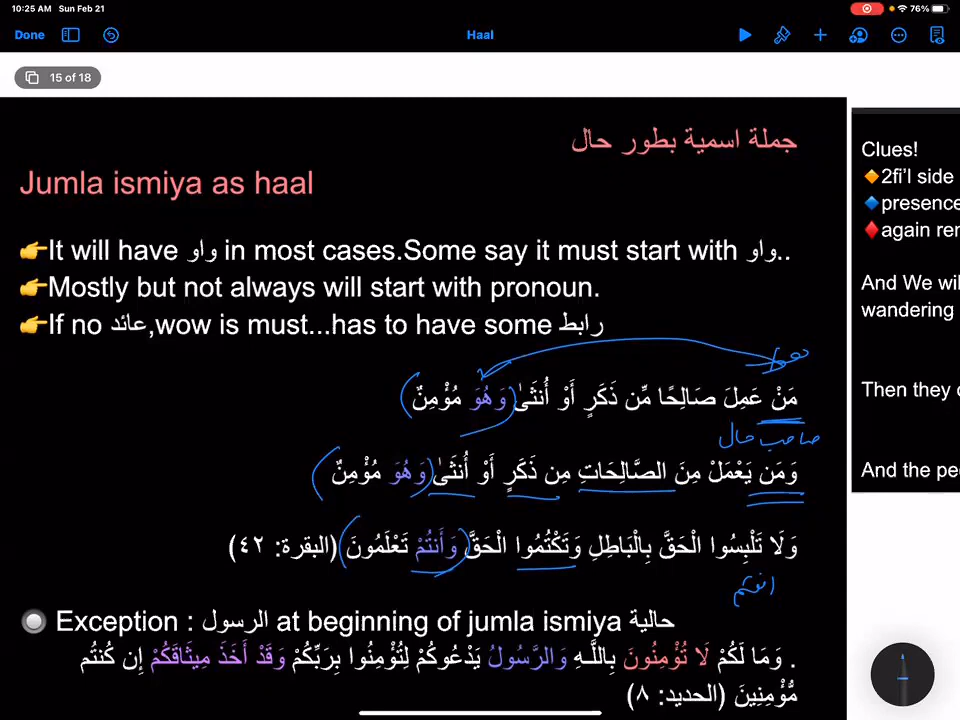 10:25 AM Sun Feb 21
76%
Done
Haal
15 of 18
جملة اسمية بطور حال
Jumla ismiya as haal
👉It will have واو in most cases.Some say it must start with واو..
👉Mostly but not always will start with pronoun.
👉If no عائد,wow is must...has to have some رابط
مَنْ عَمِلَ صَالِحًا مِّن ذَكَرٍ أَوْ أُنثَىٰ وَهُوَ مُؤْمِنٌ
صاحب حال
وَمَن يَعْمَلْ مِنَ الصَّالِحَاتِ مِن ذَكَرٍ أَوْ أُنثَىٰ وَهُوَ مُؤْمِنٌ
وَلَا تَلْبِسُوا الْحَقَّ بِالْبَاطِلِ وَتَكْتُمُوا الْحَقَّ وَأَنتُمْ تَعْلَمُونَ (البقرة: ٤٢)
انتم
Exception : الرسول at beginning of jumla ismiya حالية
. وَمَا لَكُمْ لَا تُؤْمِنُونَ بِاللَّـهِ وَالرَّسُولُ يَدْعُوكُمْ لِتُؤْمِنُوا بِرَبِّكُمْ وَقَدْ أَخَذَ مِيثَاقَكُمْ إِن كُنتُم
مُّؤْمِنِينَ (الحديد: ٨)
Clues!
🔶2fi'l side
🔷presence
♦️again rer
And We wil
wandering
Then they c
And the pe